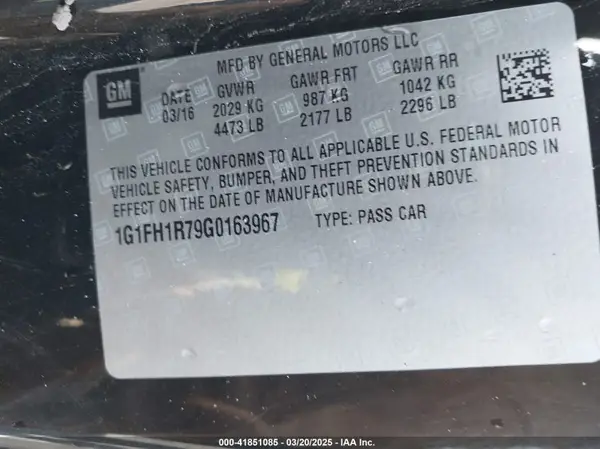 GM
MFD BY GENERAL MOTORS LLC
DATE GVWR GAWR FRT GAWR RR
03/16 2029 KG 987 KG 1042 KG
4473 LB 2177 LB 2296 LB
THIS VEHICLE CONFORMS TO ALL APPLICABLE U.S. FEDERAL MOTOR
VEHICLE SAFETY, BUMPER, AND THEFT PREVENTION STANDARDS IN
EFFECT ON THE DATE OF MANUFACTURE SHOWN ABOVE.
1G1FH1R79G0163967 TYPE: PASS CAR
000-41851085 — 03/20/2025 — IAA Inc.